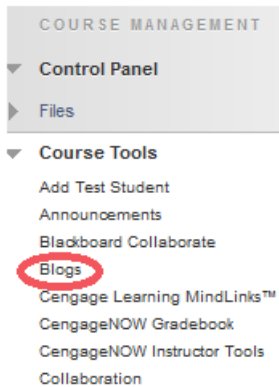 COURSE MANAGEMENT
Control Panel
Files
Course Tools
Add Test Student
Announcements
Blackboard Collaborate
Blogs
Cengage Learning MindLinks™
CengageNOW Gradebook
CengageNOW Instructor Tools
Collaboration